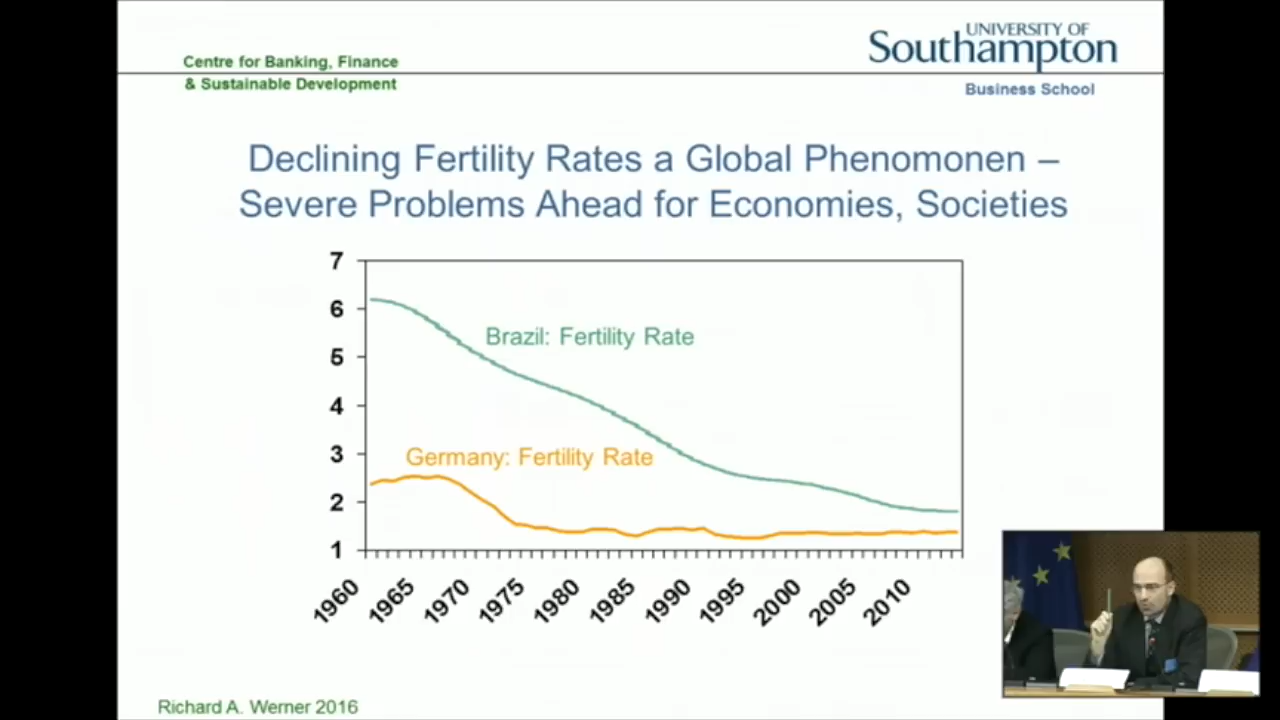 Centre for Banking, Finance
& Sustainable Development
UNIVERSITY OF
Southampton
Business School
Declining Fertility Rates a Global Phenomonen –
Severe Problems Ahead for Economies, Societies
7
6
5
4
3
2
1
Brazil: Fertility Rate
Germany: Fertility Rate
1960
1965
1970
1975
1980
1985
1990
1995
2000
2005
2010
Richard A. Werner 2016